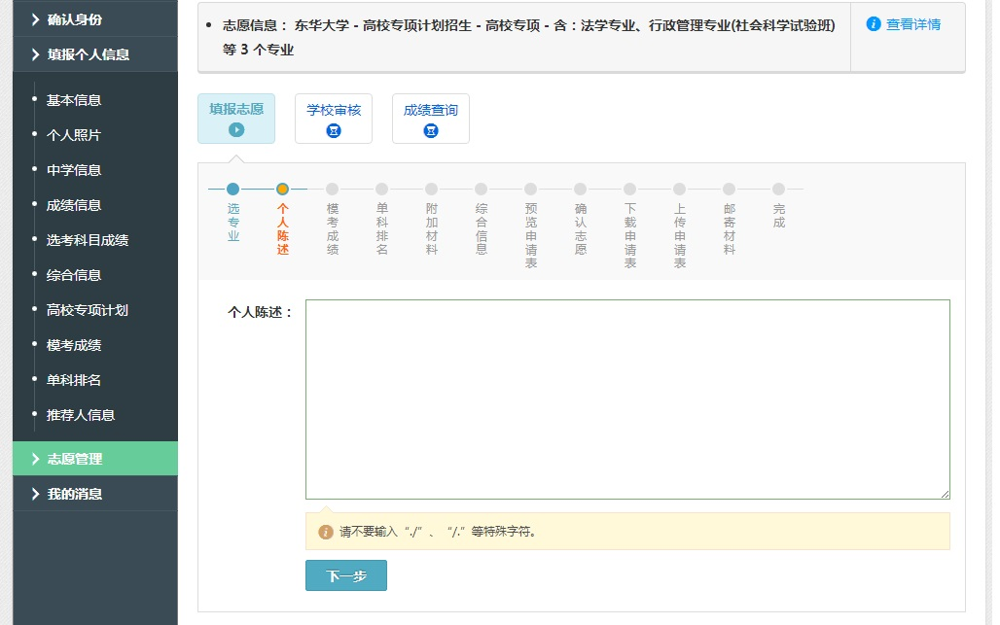 确认身份
填报个人信息
基本信息
个人照片
中学信息
成绩信息
选考科目成绩
综合信息
高校专项计划
模考成绩
单科排名
推荐人信息
志愿管理
我的消息
志愿信息： 东华大学 - 高校专项计划招生 - 高校专项 - 含：法学专业、行政管理专业(社会科学试验班)
等 3 个专业
查看详情
填报志愿
学校审核
成绩查询
选专业
个人陈述
模考成绩
单科排名
附加材料
综合信息
预览申请表
确认志愿
下载申请表
上传申请表
邮寄材料
完成
个人陈述：
请不要输入 “./” 、 “/.” 等特殊字符。
下一步